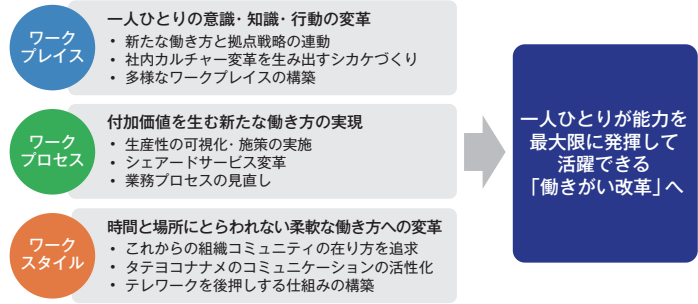 ワーク
プレイス
一人ひとりの意識・知識・行動の変革
• 新たな働き方と拠点戦略の連動
• 社内カルチャー変革を生み出すシカケづくり
• 多様なワークプレイスの構築
ワーク
プロセス
付加価値を生む新たな働き方の実現
• 生産性の可視化・施策の実施
• シェアードサービス変革
• 業務プロセスの見直し
ワーク
スタイル
時間と場所にとらわれない柔軟な働き方への変革
• これからの組織コミュニティの在り方を追求
• タテヨコナナメのコミュニケーションの活性化
• テレワークを後押しする仕組みの構築
一人ひとりが能力を
最大限に発揮して
活躍できる
「働きがい改革」へ